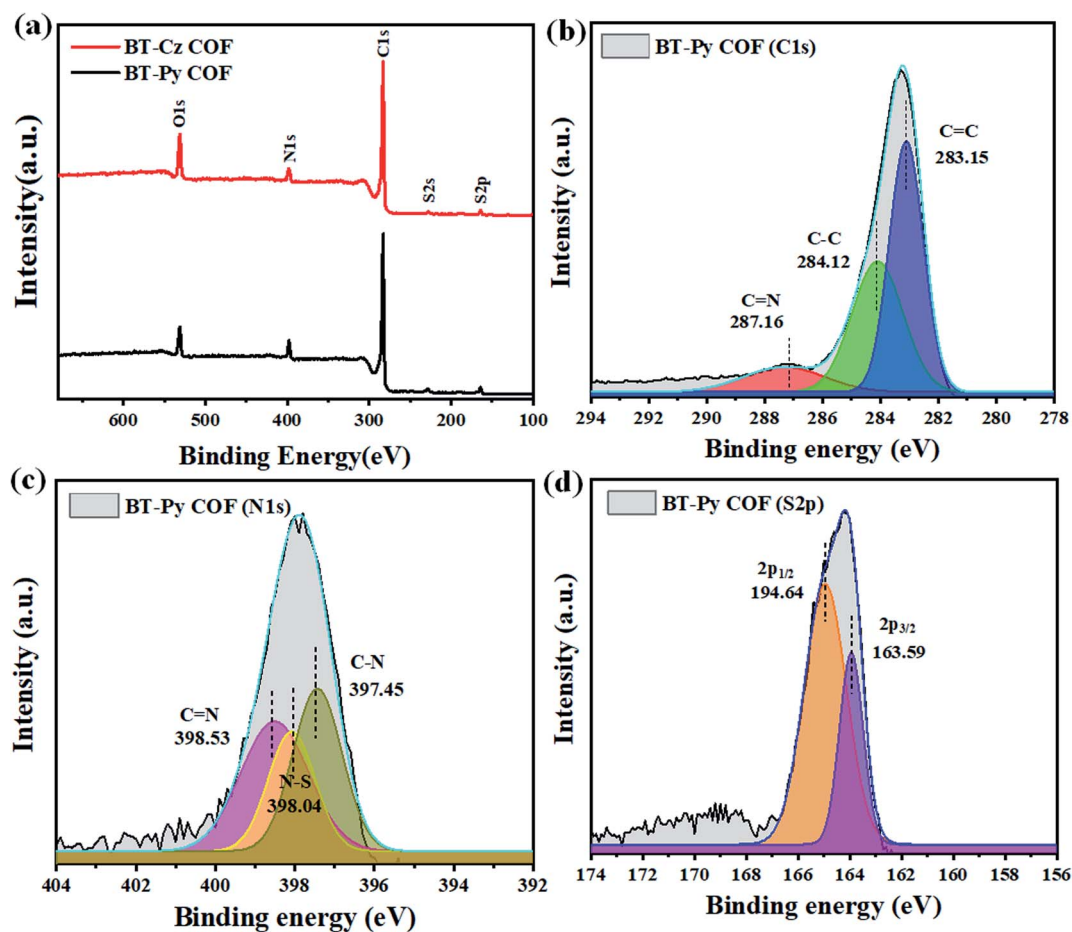 (a)
BT-Cz COF
BT-Py COF
O1s
N1s
C1s
S2s
S2p
Intensity(a.u.)
600 500 400 300 200 100
Binding Energy(eV)
(b)
BT-Py COF (C1s)
C=C
283.15
C-C
284.12
C=N
287.16
Intensity (a.u.)
294 292 290 288 286 284 282 280 278
Binding energy (eV)
(c)
BT-Py COF (N1s)
C-N
397.45
C=N
398.53
N-S
398.04
Intensity (a.u.)
404 402 400 398 396 394 392
Binding energy (eV)
(d)
BT-Py COF (S2p)
2p1/2
194.64
2p3/2
163.59
Intensity (a.u.)
174 172 170 168 166 164 162 160 158 156
Binding energy (eV)